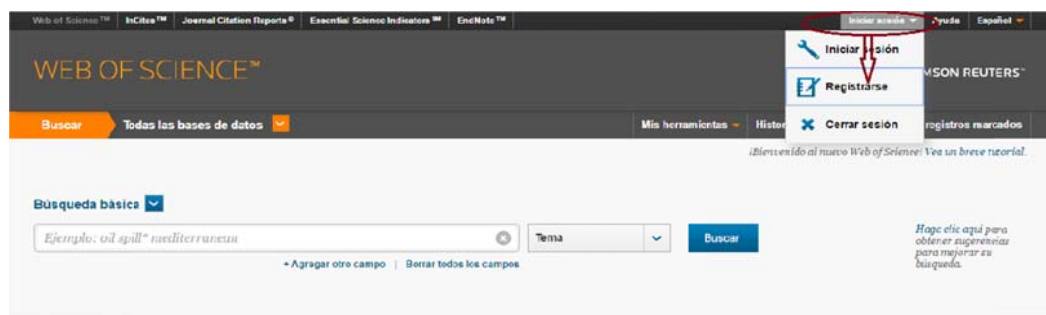 Web of Science™ InCites™ Journal Citation Reports® Essential Science Indicators℠ EndNote™ Iniciar sesión Ayuda Español
Iniciar sesión
WEB OF SCIENCE™
MSON REUTERS™
Registrarse
Buscar Todas las bases de datos Mis herramientas Histor Cerrar sesión registros marcados
¡Bienvenido al nuevo Web of Science! Vea un breve tutorial.
Búsqueda básica
Ejemplo: oil spill* mediterranean Tema Buscar
Haga clic aquí para
obtener sugerencias
para mejorar su
búsqueda.
+ Agragar otro campo | Borrar todos los campos